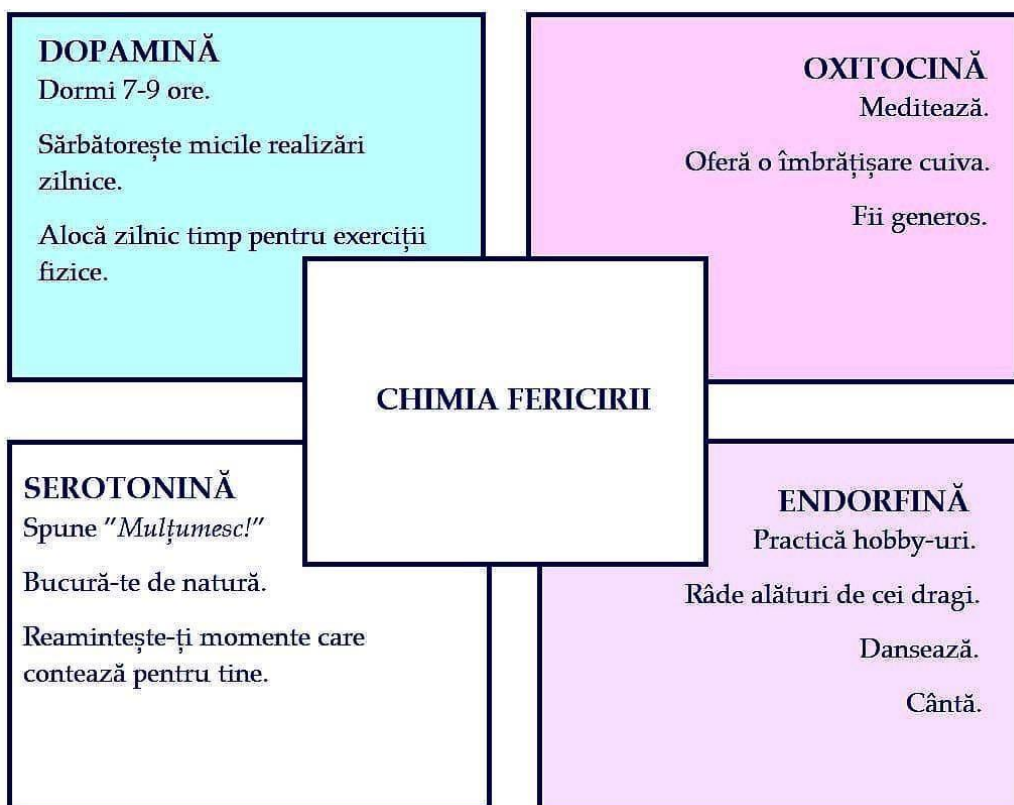 DOPAMINĂ
Dormi 7-9 ore.
Sărbătorește micile realizări
zilnice.
Alocă zilnic timp pentru exerciții
fizice.
OXITOCINĂ
Meditează.
Oferă o îmbrățișare cuiva.
Fii generos.
CHIMIA FERICIRII
SEROTONINĂ
Spune "Mulțumesc!"
Bucură-te de natură.
Reamintește-ți momente care
contează pentru tine.
ENDORFINĂ
Practică hobby-uri.
Râde alături de cei dragi.
Dansează.
Cântă.